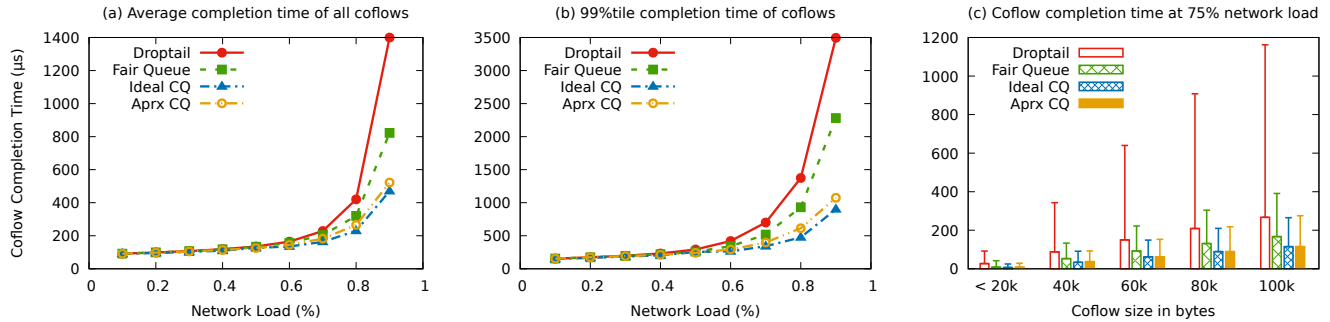 (a) Average completion time of all coflows
Coflow Completion Time (μs)
1400
1200
1000
800
600
400
200
0
Droptail
Fair Queue
Ideal CQ
Aprx CQ
0 0.2 0.4 0.6 0.8 1
Network Load (%)
(b) 99%tile completion time of coflows
3500
3000
2500
2000
1500
1000
500
0
Droptail
Fair Queue
Ideal CQ
Aprx CQ
0 0.2 0.4 0.6 0.8 1
Network Load (%)
(c) Coflow completion time at 75% network load
1200
1000
800
600
400
200
0
Droptail
Fair Queue
Ideal CQ
Aprx CQ
< 20k 40k 60k 80k 100k
Coflow size in bytes